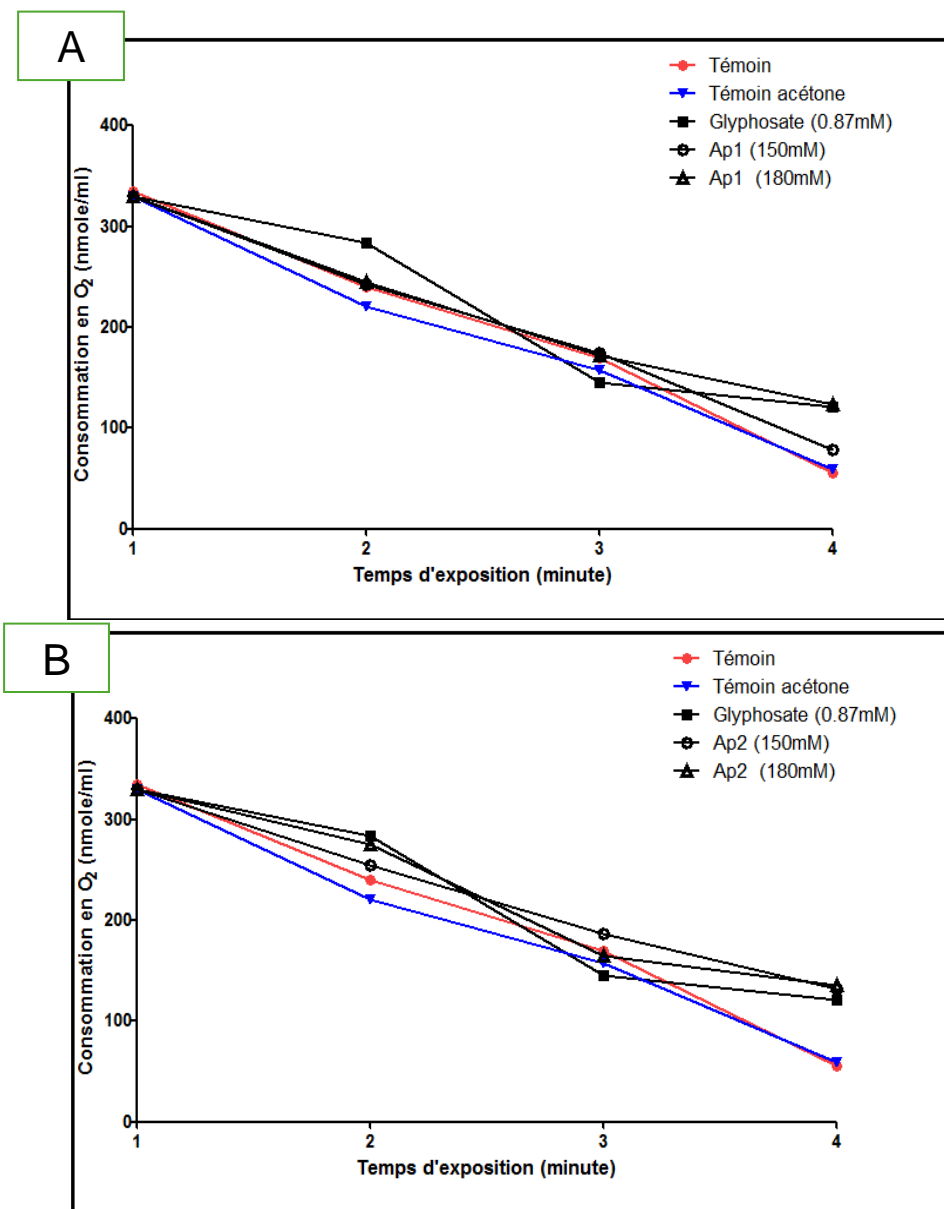 A
Témoin
Témoin acétone
Glyphosate (0.87mM)
Ap1 (150mM)
Ap1 (180mM)
400
300
200
100
0
Consommation en O2 (nmole/ml)
1 2 3 4
Temps d'exposition (minute)
B
Témoin
Témoin acétone
Glyphosate (0.87mM)
Ap2 (150mM)
Ap2 (180mM)
400
300
200
100
0
Consommation en O2 (nmole/ml)
1 2 3 4
Temps d'exposition (minute)